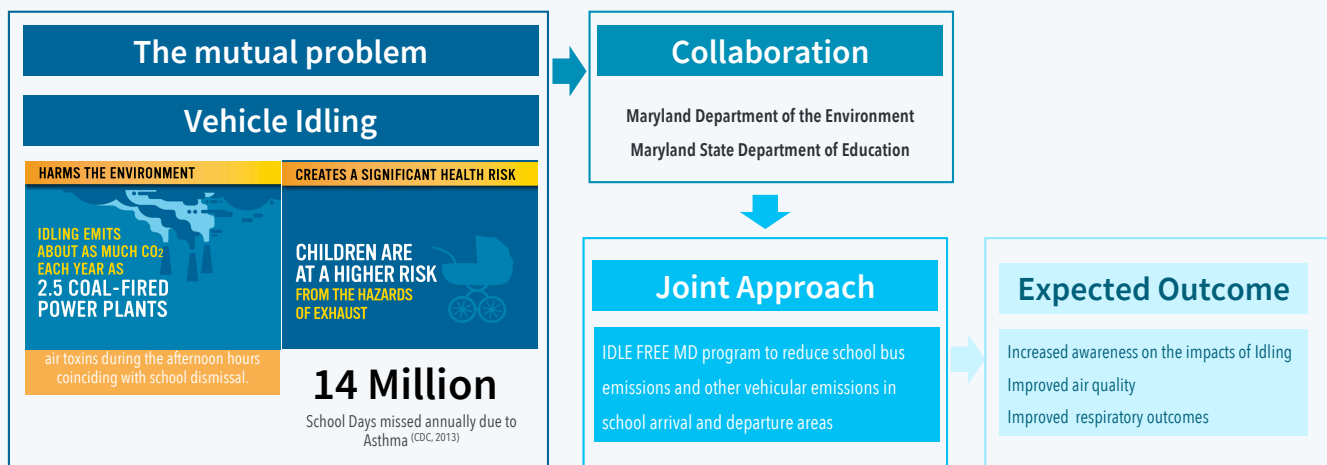 The mutual problem
Vehicle Idling
HARMS THE ENVIRONMENT
IDLING EMITS
ABOUT AS MUCH CO2
EACH YEAR AS
2.5 COAL-FIRED
POWER PLANTS
air toxins during the afternoon hours
coinciding with school dismissal.
CREATES A SIGNIFICANT HEALTH RISK
CHILDREN ARE
AT A HIGHER RISK
FROM THE HAZARDS
OF EXHAUST
14 Million
School Days missed annually due to
Asthma (CDC, 2013)
Collaboration
Maryland Department of the Environment
Maryland State Department of Education
Joint Approach
IDLE FREE MD program to reduce school bus
emissions and other vehicular emissions in
school arrival and departure areas
Expected Outcome
Increased awareness on the impacts of Idling
Improved air quality
Improved respiratory outcomes